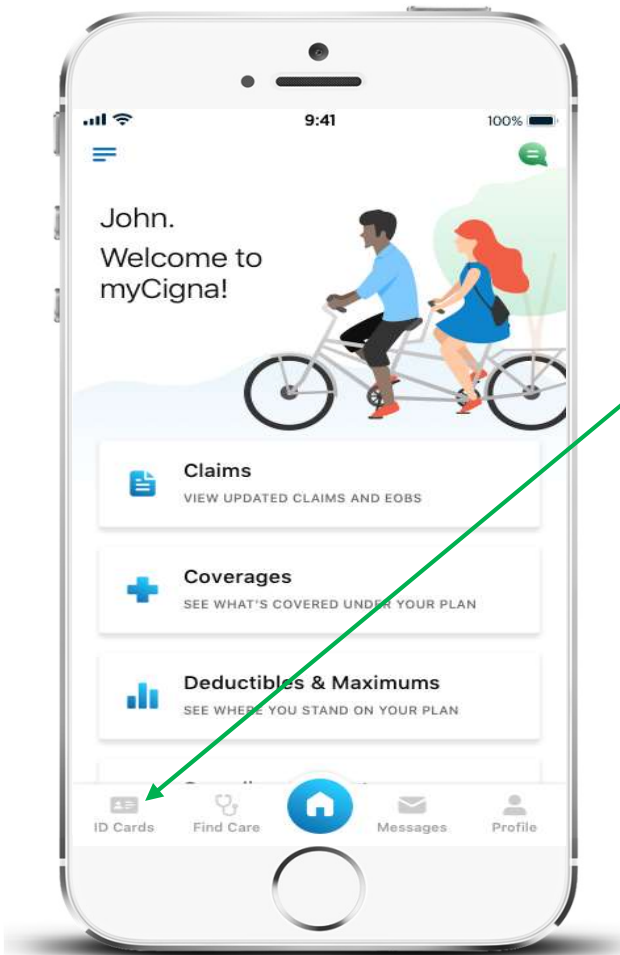 9:41
100%
John.
Welcome to
myCigna!
Claims
VIEW UPDATED CLAIMS AND EOBS
Coverages
SEE WHAT'S COVERED UNDER YOUR PLAN
Deductibles & Maximums
SEE WHERE YOU STAND ON YOUR PLAN
ID Cards
Find Care
Messages
Profile